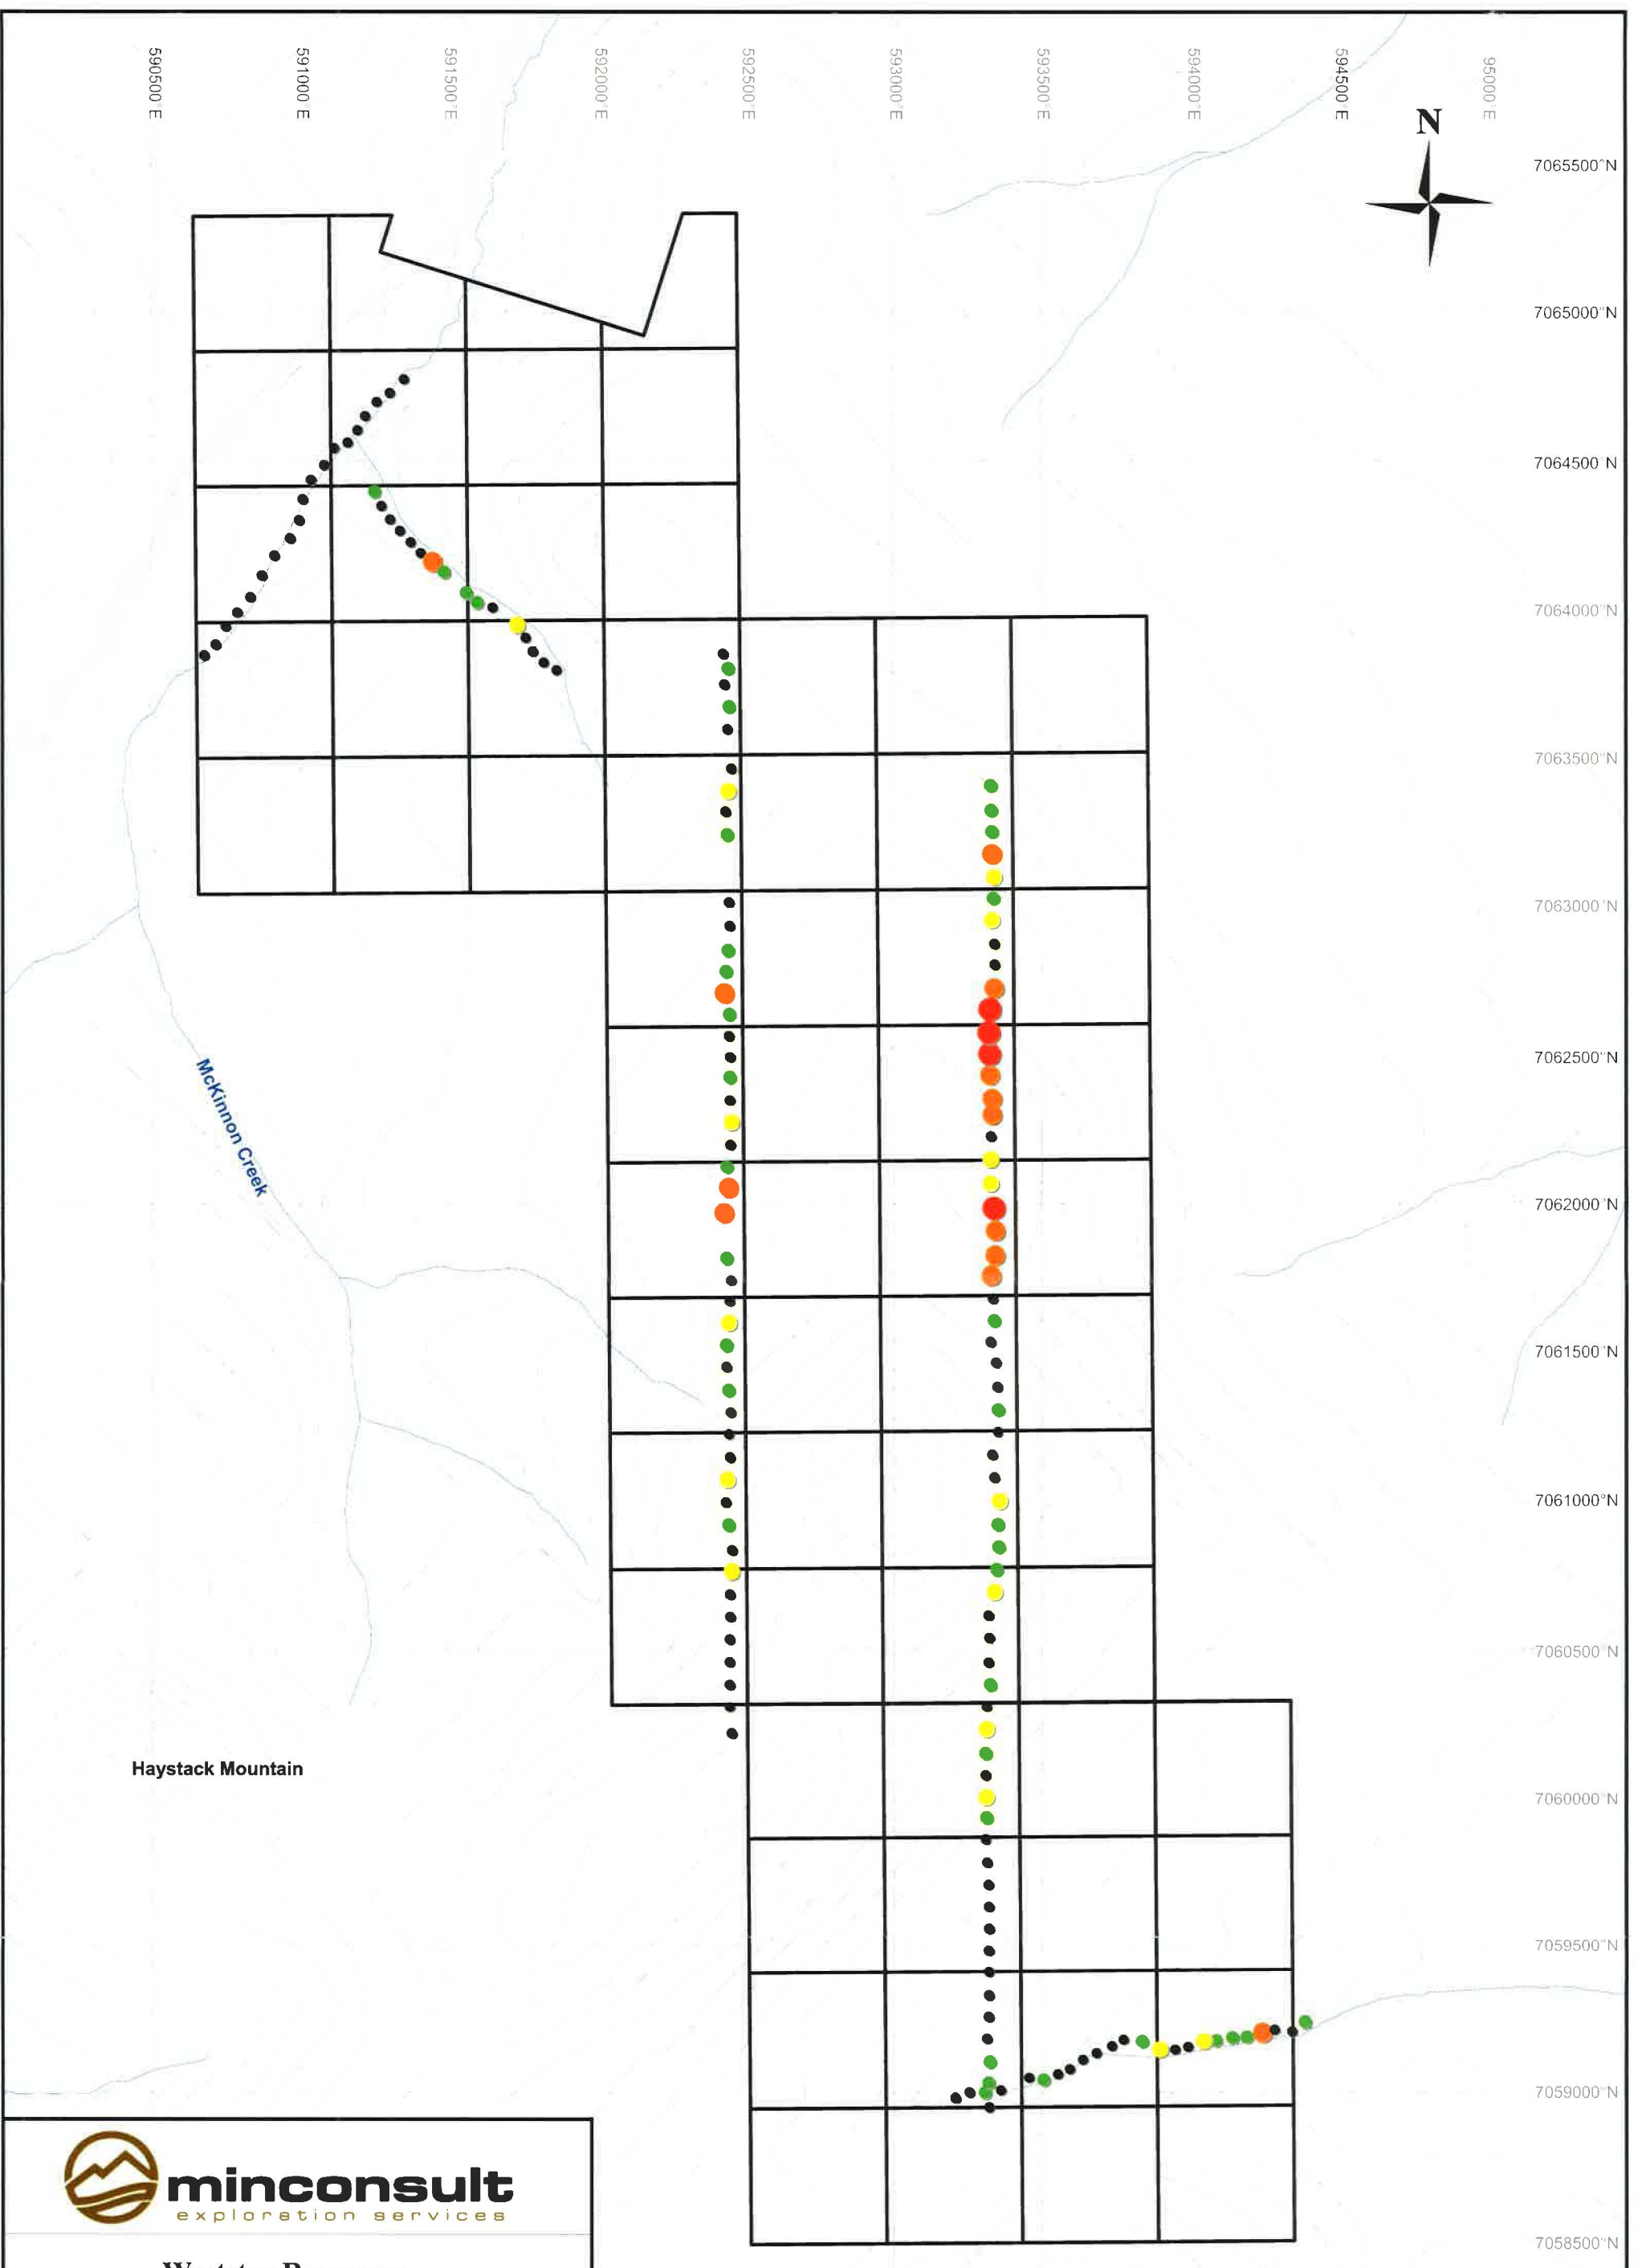 590500°E
591000°E
591500°E
592000°E
592500°E
593000°E
593500°E
594000°E
594500°E
95000°E
N
7065500°N
7065000°N
7064500 N
7064000°N
7063500°N
7063000°N
7062500°N
McKinnon Creek
7062000°N
7061500°N
7061000°N
7060500°N
Haystack Mountain
7060000°N
7059500°N
7059000°N
minconsult
exploration services
7058500°N